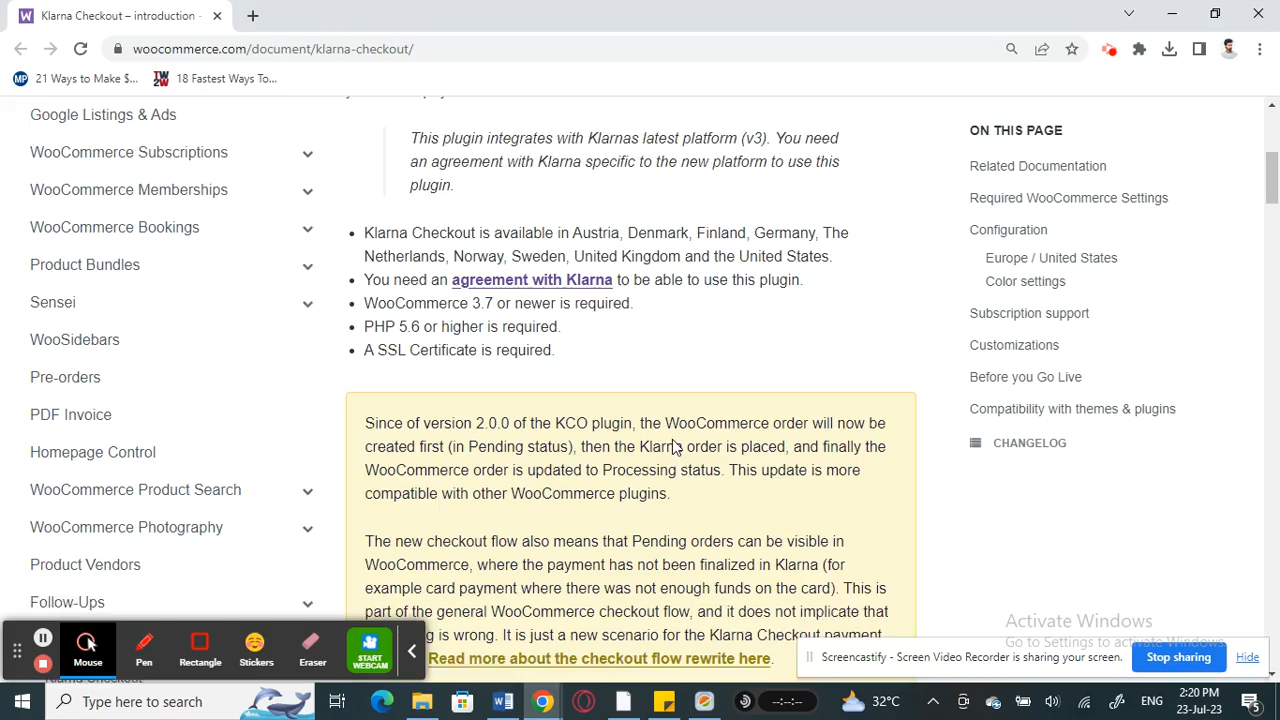 Klarna Checkout – introduction -
woocommerce.com/document/klarna-checkout/
MP 21 Ways to Make $...
TW 2W 18 Fastest Ways To...
Google Listings & Ads
WooCommerce Subscriptions
WooCommerce Memberships
WooCommerce Bookings
Product Bundles
Sensei
WooSidebars
Pre-orders
PDF Invoice
Homepage Control
WooCommerce Product Search
WooCommerce Photography
Product Vendors
Follow-Ups
This plugin integrates with Klarnas latest platform (v3). You need
an agreement with Klarna specific to the new platform to use this
plugin.
• Klarna Checkout is available in Austria, Denmark, Finland, Germany, The
Netherlands, Norway, Sweden, United Kingdom and the United States.
• You need an agreement with Klarna to be able to use this plugin.
• WooCommerce 3.7 or newer is required.
• PHP 5.6 or higher is required.
• A SSL Certificate is required.
Since of version 2.0.0 of the KCO plugin, the WooCommerce order will now be
created first (in Pending status), then the Klarna order is placed, and finally the
WooCommerce order is updated to Processing status. This update is more
compatible with other WooCommerce plugins.
The new checkout flow also means that Pending orders can be visible in
WooCommerce, where the payment has not been finalized in Klarna (for
example card payment where there was not enough funds on the card). This is
part of the general WooCommerce checkout flow, and it does not implicate that
g is wrong. It is just a new scenario for the Klarna Checkout payment
Read more about the checkout flow rewrite here.
ON THIS PAGE
Related Documentation
Required WooCommerce Settings
Configuration
Europe / United States
Color settings
Subscription support
Customizations
Before you Go Live
Compatibility with themes & plugins
CHANGELOG
Activate Windows
Go to Settings to activate Windows.
Mouse
Pen
Rectangle
Stickers
Eraser
START
WEBCAM
Screencastify - Screen Video Recorder is sharing your screen.
Stop sharing
Hide
Type here to search
--:--:--
32°C
ENG
2:20 PM
23-Jul-23
5